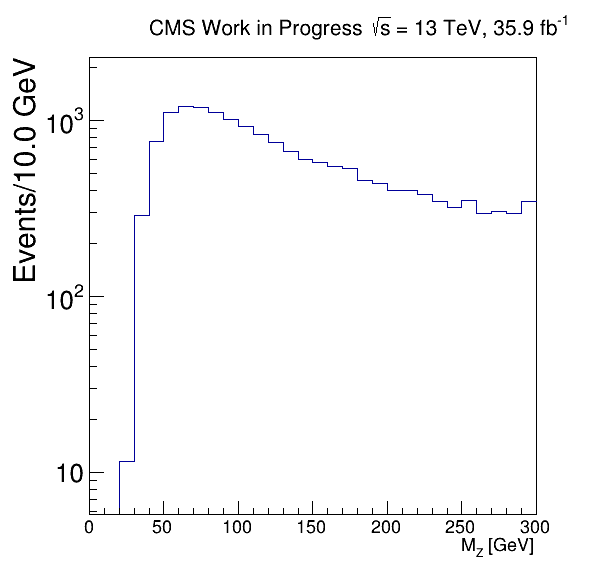 CMS Work in Progress √s = 13 TeV, 35.9 fb⁻¹
Events/10.0 GeV
10³
10²
10
0 50 100 150 200 250 300
M_Z [GeV]